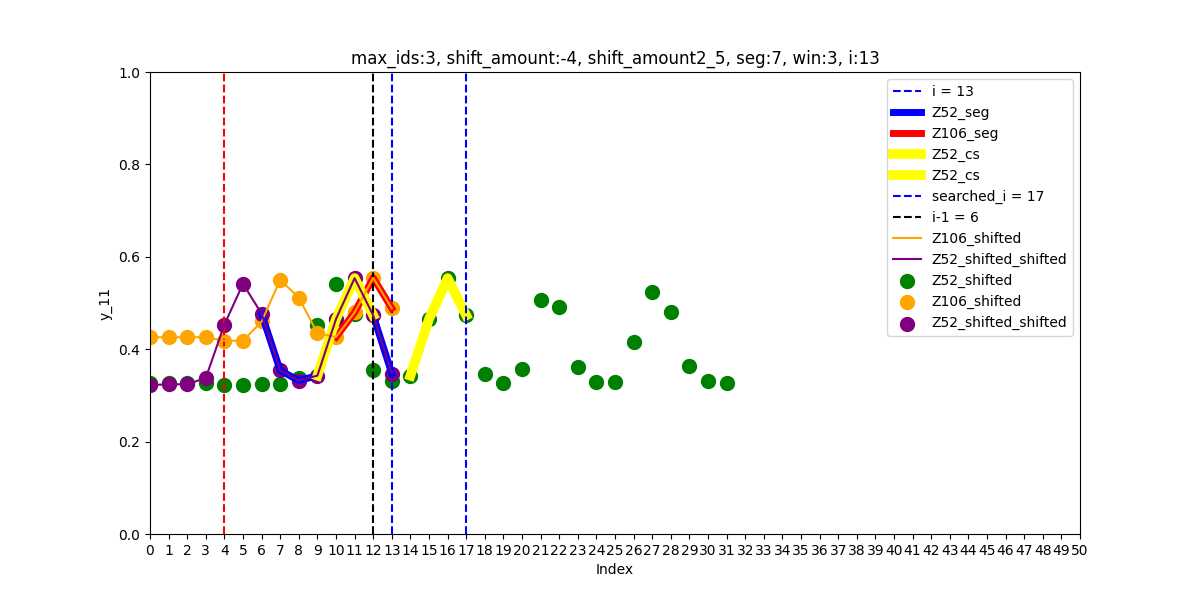 max_ids:3, shift_amount:-4, shift_amount2_5, seg:7, win:3, i:13
1.0
0.8
0.6
0.4
0.2
0.0
y_11
i = 13
Z52_seg
Z106_seg
Z52_cs
Z52_cs
searched_i = 17
i-1 = 6
Z106_shifted
Z52_shifted_shifted
Z52_shifted
Z106_shifted
Z52_shifted_shifted
0 1 2 3 4 5 6 7 8 9 10 11 12 13 14 15 16 17 18 19 20 21 22 23 24 25 26 27 28 29 30 31 32 33 34 35 36 37 38 39 40 41 42 43 44 45 46 47 48 49 50
Index